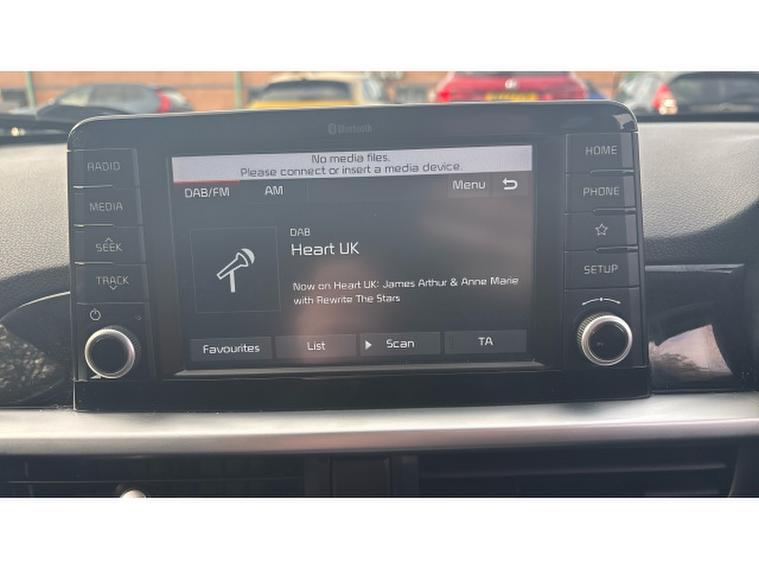 Bluetooth
RADIO
MEDIA
SEEK
TRACK
No media files.
Please connect or insert a media device.
DAB/FM AM Menu
DAB
Heart UK
Now on Heart UK: James Arthur & Anne Marie
with Rewrite The Stars
Favourites List Scan TA
HOME
PHONE
SETUP